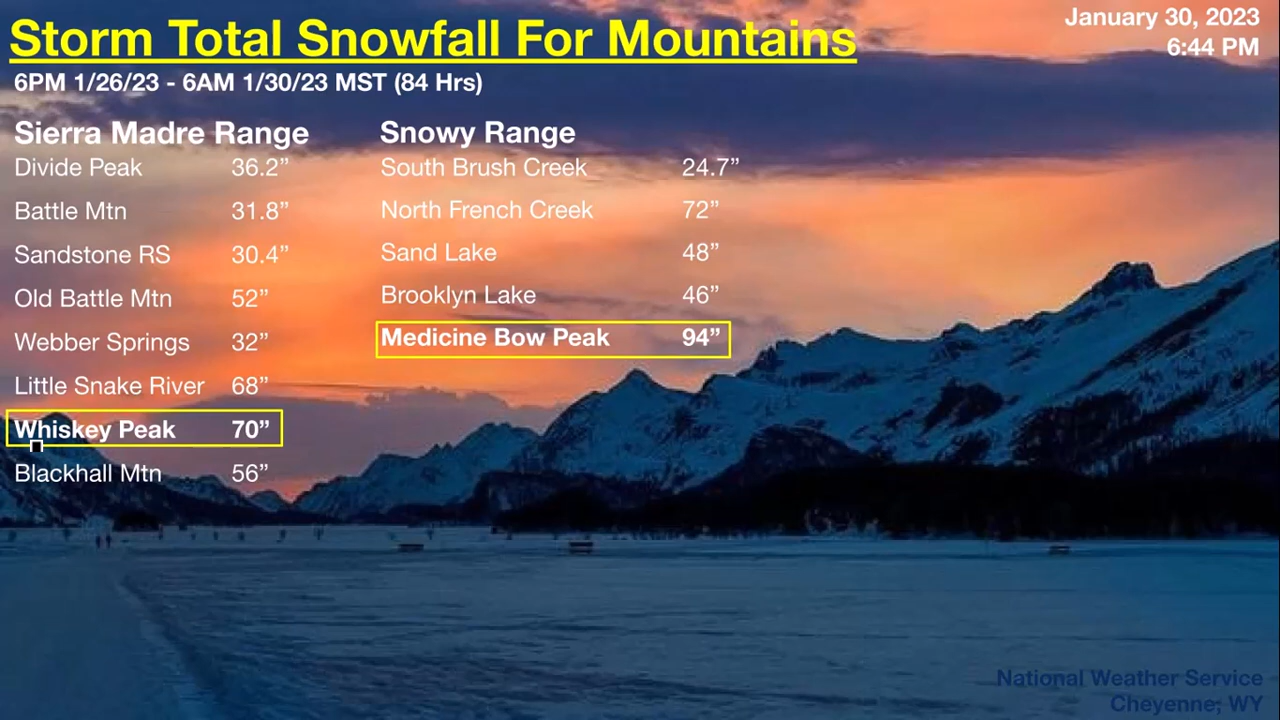 Storm Total Snowfall For Mountains
January 30, 2023
6:44 PM
6PM 1/26/23 - 6AM 1/30/23 MST (84 Hrs)
Sierra Madre Range
Divide Peak 36.2”
Battle Mtn 31.8”
Sandstone RS 30.4”
Old Battle Mtn 52”
Webber Springs 32”
Little Snake River 68”
Whiskey Peak 70”
Blackhall Mtn 56”
Snowy Range
South Brush Creek 24.7”
North French Creek 72”
Sand Lake 48”
Brooklyn Lake 46”
Medicine Bow Peak 94”
National Weather Service
Cheyenne, WY